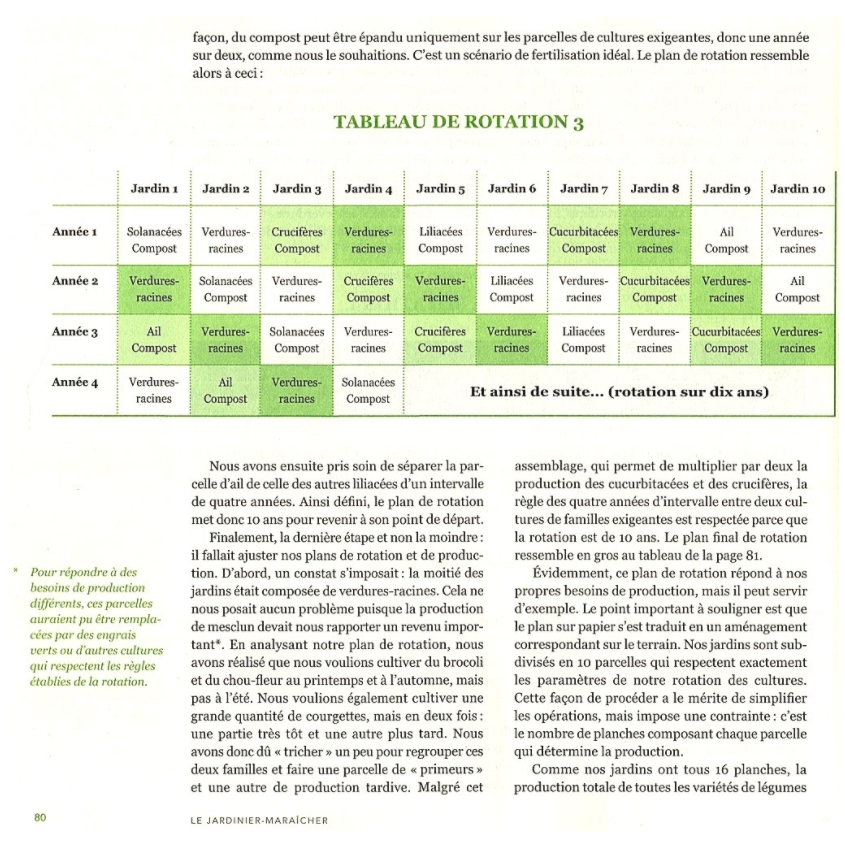 façon, du compost peut être épandu uniquement sur les parcelles de cultures exigeantes, donc une année
sur deux, comme nous le souhaitions. C'est un scénario de fertilisation idéal. Le plan de rotation ressemble
alors à ceci :
TABLEAU DE ROTATION 3
Jardin 1 Jardin 2 Jardin 3 Jardin 4 Jardin 5 Jardin 6 Jardin 7 Jardin 8 Jardin 9 Jardin 10
Année 1 Solanacées Verdures- Crucifères Verdures- Liliacées Verdures- Cucurbitacées Verdures- Ail Verdures-
Compost racines Compost racines Compost racines Compost racines Compost racines
Année 2 Verdures- Solanacées Verdures- Crucifères Verdures- Liliacées Verdures- Cucurbitacées Verdures- Ail
racines Compost racines Compost racines Compost racines Compost racines Compost
Année 3 Ail Verdures- Solanacées Verdures- Crucifères Verdures- Liliacées Verdures- Cucurbitacées Verdures-
Compost racines Compost racines Compost racines Compost racines Compost racines
Année 4 Verdures- Ail Verdures- Solanacées
racines Compost racines Compost
Et ainsi de suite... (rotation sur dix ans)
Nous avons ensuite pris soin de séparer la par-
celle d'ail de celle des autres liliacées d'un intervalle
de quatre années. Ainsi défini, le plan de rotation
met donc 10 ans pour revenir à son point de départ.
Finalement, la dernière étape et non la moindre :
il fallait ajuster nos plans de rotation et de produc-
tion. D'abord, un constat s'imposait : la moitié des
jardins était composée de verdures-racines. Cela ne
nous posait aucun problème puisque la production
de mesclun devait nous rapporter un revenu impor-
tant*. En analysant notre plan de rotation, nous
avons réalisé que nous voulions cultiver du brocoli
et du chou-fleur au printemps et à l'automne, mais
pas à l'été. Nous voulions également cultiver une
grande quantité de courgettes, mais en deux fois :
une partie très tôt et une autre plus tard. Nous
avons donc dû « tricher » un peu pour regrouper ces
deux familles et faire une parcelle de « primeurs »
et une autre de production tardive. Malgré cet
assemblage, qui permet de multiplier par deux la
production des cucurbitacées et des crucifères, la
règle des quatre années d'intervalle entre deux cul-
tures de familles exigeantes est respectée parce que
la rotation est de 10 ans. Le plan final de rotation
ressemble en gros au tableau de la page 81.
Évidemment, ce plan de rotation répond à nos
propres besoins de production, mais il peut servir
d'exemple. Le point important à souligner est que
le plan sur papier s'est traduit en un aménagement
correspondant sur le terrain. Nos jardins sont sub-
divisés en 10 parcelles qui respectent exactement
les paramètres de notre rotation des cultures.
Cette façon de procéder a le mérite de simplifier
les opérations, mais impose une contrainte : c'est
le nombre de planches composant chaque parcelle
qui détermine la production.
Comme nos jardins ont tous 16 planches, la
production totale de toutes les variétés de légumes
* Pour répondre à des
besoins de production
différents, ces parcelles
auraient pu être rempla-
cées par des engrais
verts ou d'autres cultures
qui respectent les règles
établies de la rotation.
80
LE JARDINIER-MARAÎCHER